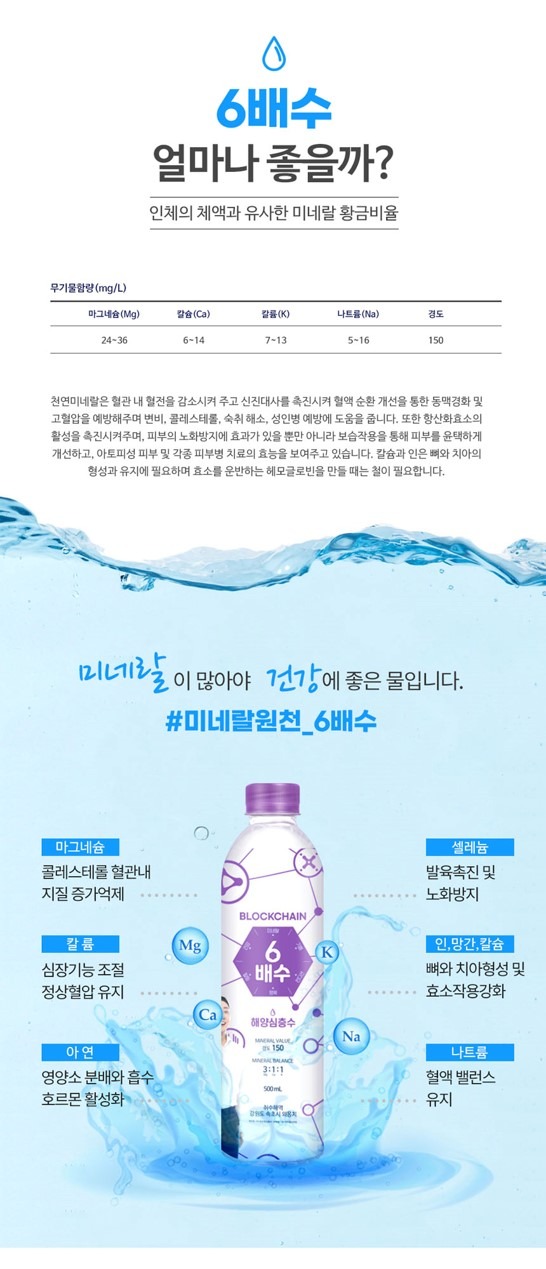 6배수
얼마나 좋을까?
인체의 체액과 유사한 미네랄 황금비율
무기물함량(mg/L)
마그네슘(Mg) 칼슘(Ca) 칼륨(K) 나트륨(Na) 경도
24~36 6~14 7~13 5~16 150
천연미네랄은 혈관 내 혈전을 감소시켜 주고 신진대사를 촉진시켜 혈액 순환 개선을 통한 동맥경화 및
고혈압을 예방해주며 변비, 콜레스테롤, 숙취 해소, 성인병 예방에 도움을 줍니다. 또한 항산화효소의
활성을 촉진시켜주며, 피부의 노화방지에 효과가 있을 뿐만 아니라 보습작용을 통해 피부를 윤택하게
개선하고, 아토피성 피부 및 각종 피부병 치료의 효능을 보여주고 있습니다. 칼슘과 인은 뼈와 치아의
형성과 유지에 필요하며 효소를 운반하는 헤모글로빈을 만들 때는 철이 필요합니다.
미네랄이 많아야 건강에 좋은 물입니다.
#미네랄원천_6배수
마그네슘
콜레스테롤 혈관내
지질 증가억제
칼륨
심장기능 조절
정상혈압 유지
아연
영양소 분배와 흡수
호르몬 활성화
셀레늄
발육촉진 및
노화방지
인,망간,칼슘
뼈와 치아형성 및
효소작용강화
나트륨
혈액 밸런스
유지
Mg
K
Ca
Na
BLOCKCHAIN
미네랄
6
배수
해양심층수
MINERAL VALUE
경도 150
MINERAL BALANCE
3:1:1
500mL
취수해역